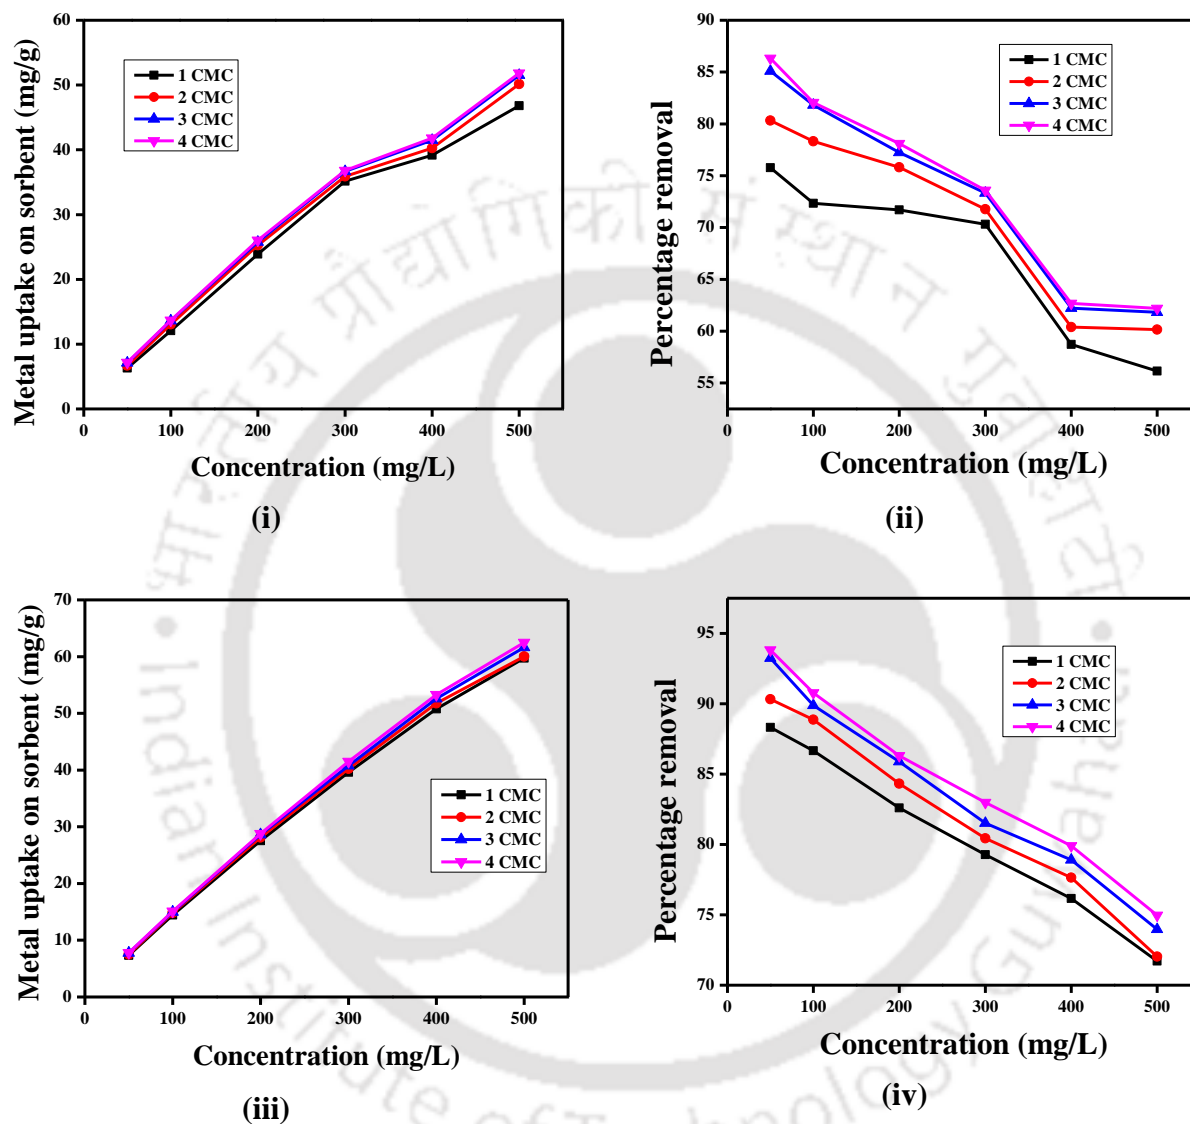 60
50
40
30
20
10
0
Metal uptake on sorbent (mg/g)
1 CMC
2 CMC
3 CMC
4 CMC
0 100 200 300 400 500
Concentration (mg/L)
(i)
90
85
80
75
70
65
60
55
Percentage removal
1 CMC
2 CMC
3 CMC
4 CMC
0 100 200 300 400 500
Concentration (mg/L)
(ii)
70
60
50
40
30
20
10
0
Metal uptake on sorbent (mg/g)
1 CMC
2 CMC
3 CMC
4 CMC
0 100 200 300 400 500
Concentration (mg/L)
(iii)
95
90
85
80
75
70
Percentage removal
1 CMC
2 CMC
3 CMC
4 CMC
0 100 200 300 400 500
Concentration (mg/L)
(iv)
Indian Institute of Technology Guwahati